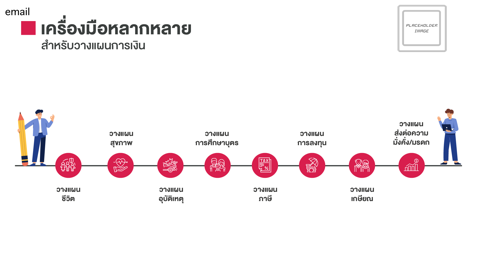 email
เครื่องมือหลากหลาย
สำหรับวางแผนการเงิน
PLACEHOLDER
IMAGE
วางแผน
สุขภาพ
วางแผน
การศึกษาบุตร
วางแผน
การลงทุน
วางแผน
ส่งต่อความ
มั่งคั่ง/มรดก
วางแผน
ชีวิต
วางแผน
อุบัติเหตุ
วางแผน
ภาษี
วางแผน
เกษียณ